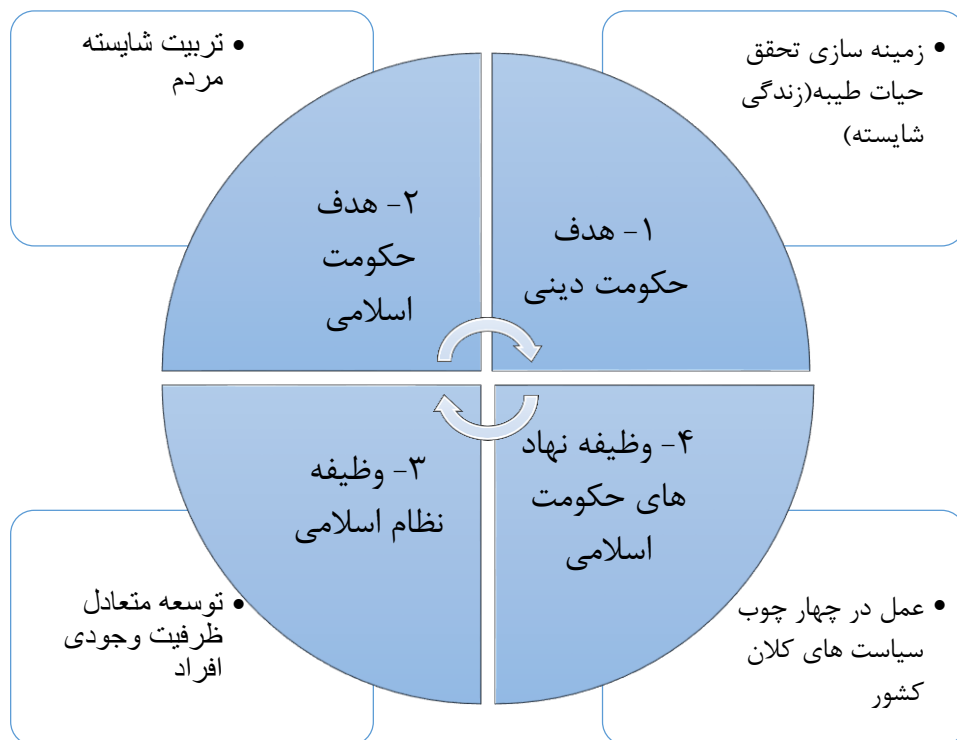 • زمینه سازی تحقق
حیات طیبه(زندگی
شایسته)
۱- هدف
حکومت دینی
• تربیت شایسته
مردم
۲- هدف
حکومت
اسلامی
۳- وظیفه
نظام اسلامی
• توسعه متعادل
ظرفیت وجودی
افراد
۴- وظیفه نهاد
های حکومت
اسلامی
• عمل در چهار چوب
سیاست های کلان
کشور